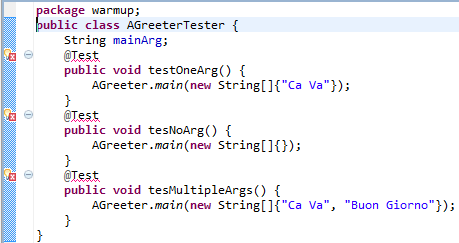 package warmup;
public class AGreeterTester {
String mainArg;
@Test
public void testOneArg() {
AGreeter.main(new String[]{"Ca Va"});
}
@Test
public void tesNoArg() {
AGreeter.main(new String[]{});
}
@Test
public void tesMultipleArgs() {
AGreeter.main(new String[]{"Ca Va", "Buon Giorno"});
}
}